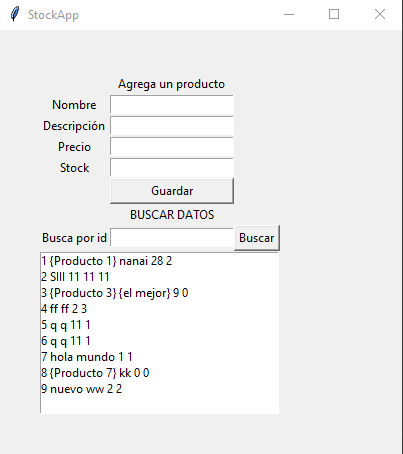 StockApp
Agrega un producto
Nombre
Descripción
Precio
Stock
Guardar
BUSCAR DATOS
Busca por id
Buscar
1 {Producto 1} nanai 28 2
2 SIII 11 11 11
3 {Producto 3} {el mejor} 9 0
4 ff ff 2 3
5 q q 11 1
6 q q 11 1
7 hola mundo 1 1
8 {Producto 7} kk 0 0
9 nuevo ww 2 2